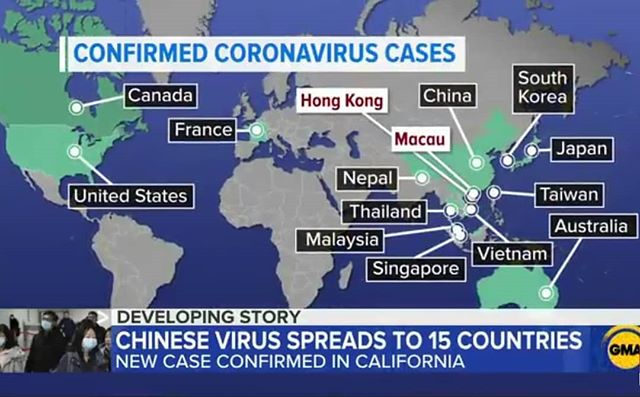 CONFIRMED CORONAVIRUS CASES
Canada
France
United States
Hong Kong
China
South
Korea
Macau
Japan
Nepal
Taiwan
Thailand
Australia
Malaysia
Vietnam
Singapore
DEVELOPING STORY
CHINESE VIRUS SPREADS TO 15 COUNTRIES
NEW CASE CONFIRMED IN CALIFORNIA
GMA